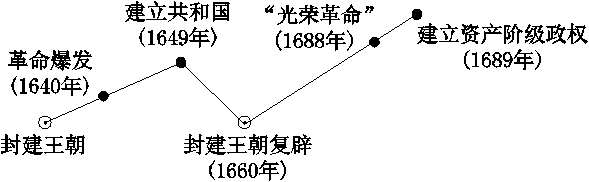 革命爆发
(1640年)
建立共和国
(1649年)
“光荣革命”
(1688年)
建立资产阶级政权
(1689年)
封建王朝
封建王朝复辟
(1660年)